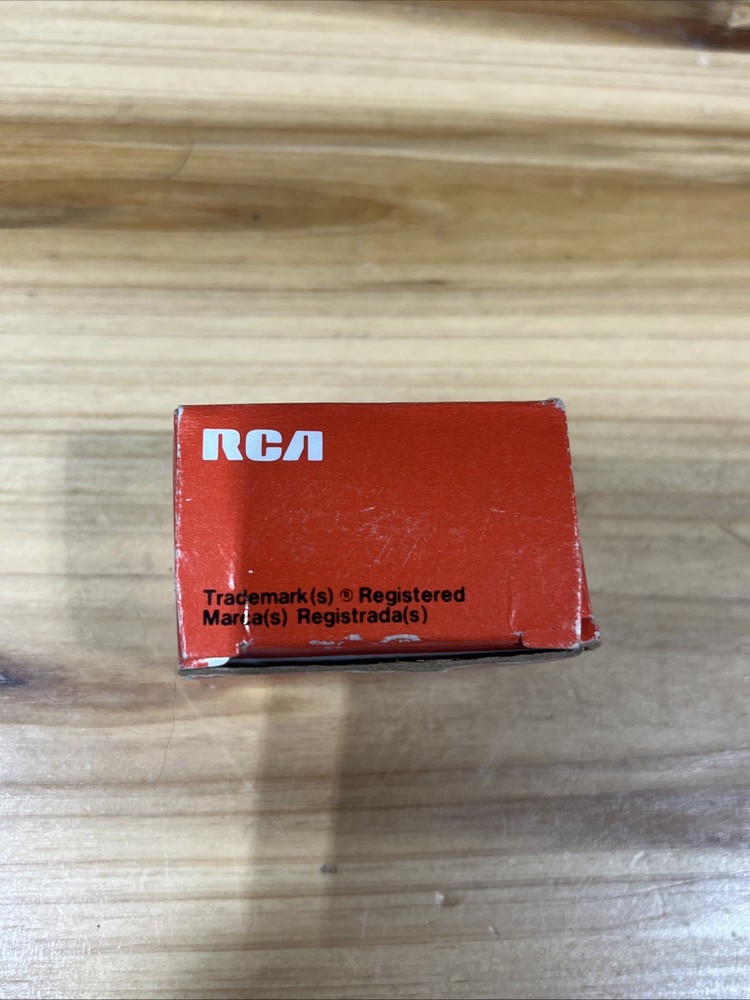 RCA
Trademark(s) ® Registered
Marca(s) Registrada(s)